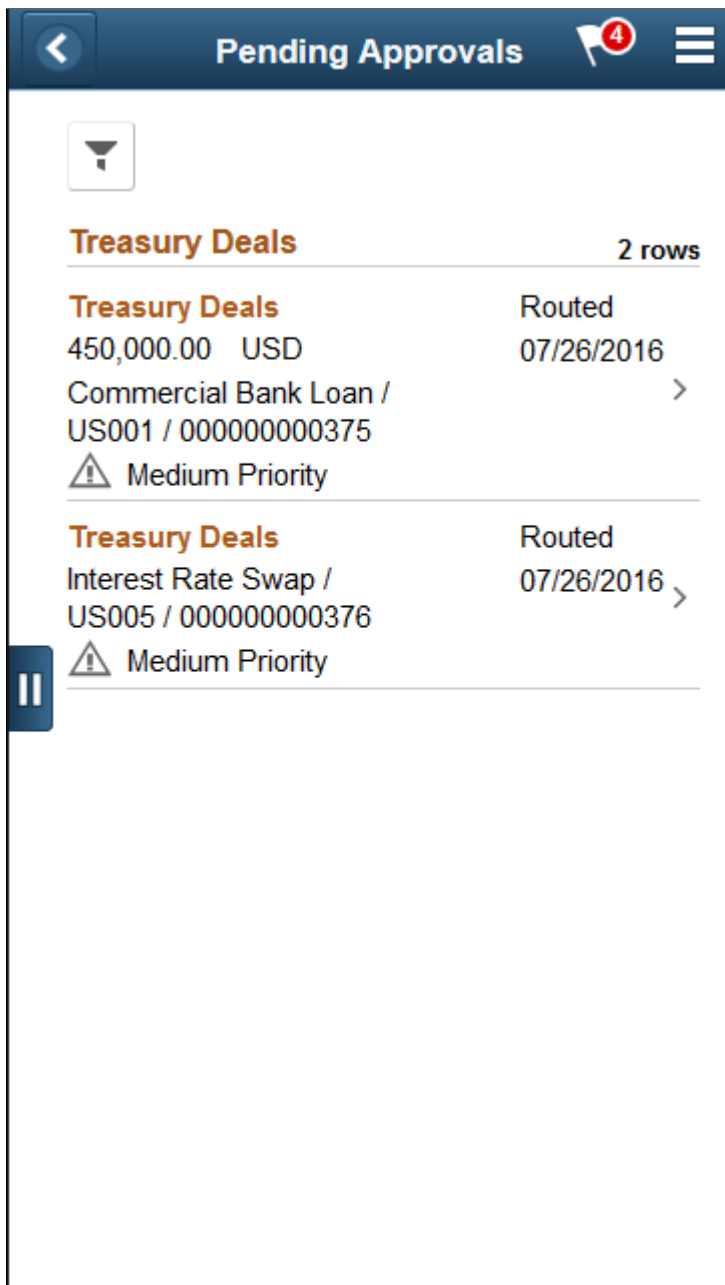 Pending Approvals
4
Treasury Deals
2 rows
Treasury Deals
Routed
450,000.00 USD
07/26/2016
Commercial Bank Loan /
US001 / 000000000375
Medium Priority
Treasury Deals
Routed
Interest Rate Swap /
07/26/2016
US005 / 000000000376
Medium Priority